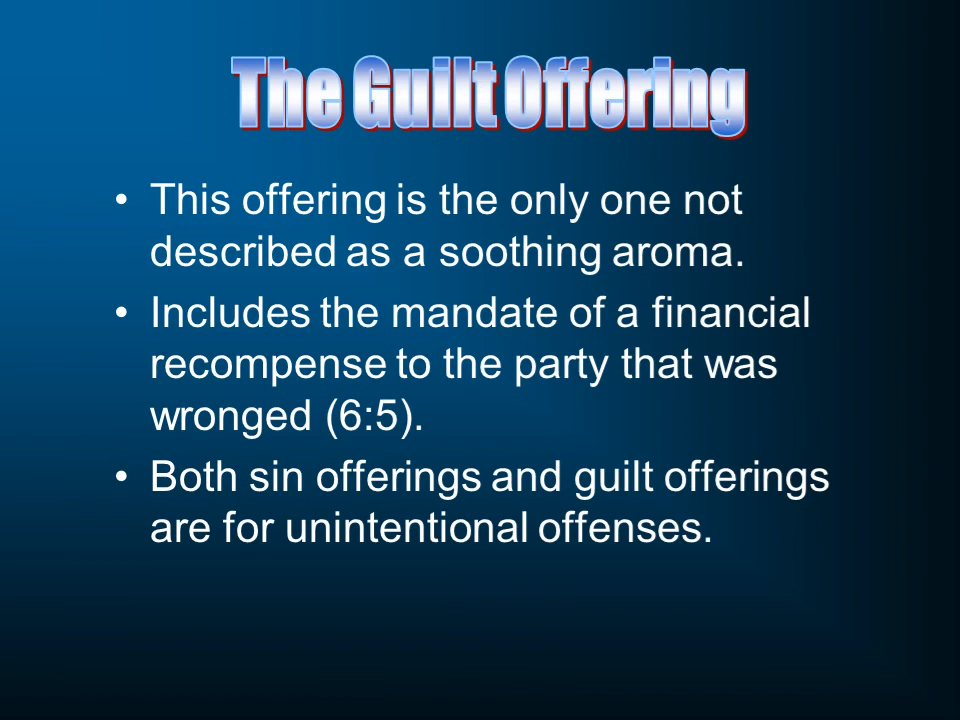 The Guilt Offering
• This offering is the only one not
described as a soothing aroma.
• Includes the mandate of a financial
recompense to the party that was
wronged (6:5).
• Both sin offerings and guilt offerings
are for unintentional offenses.